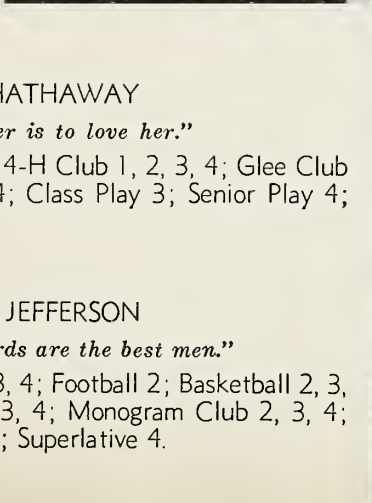 HATHAWAY
er is to love her."
4-H Club 1, 2, 3, 4; Glee Club
4; Class Play 3; Senior Play 4;
JEFFERSON
rds are the best men."
3, 4; Football 2; Basketball 2, 3,
3, 4; Monogram Club 2, 3, 4;
; Superlative 4.